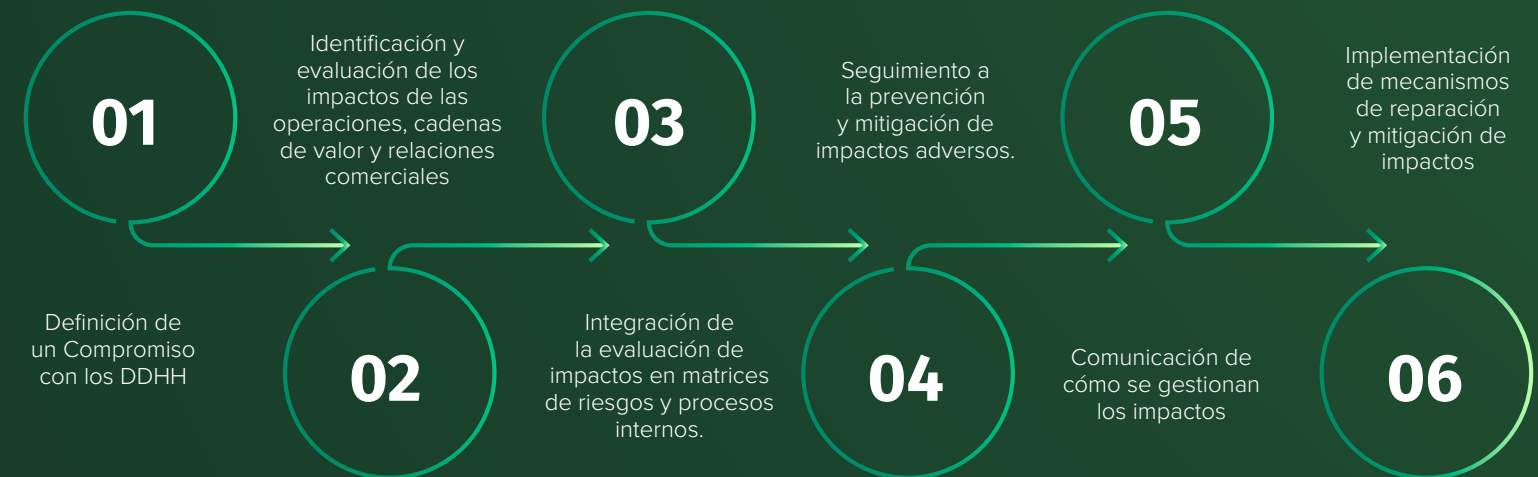 01
Definición de
un Compromiso
con los DDHH
02
Identificación y
evaluación de los
impactos de las
operaciones, cadenas
de valor y relaciones
comerciales
03
Integración de
la evaluación de
impactos en matrices
de riesgos y procesos
internos.
04
Seguimiento a
la prevención
y mitigación de
impactos adversos.
05
Comunicación de
cómo se gestionan
los impactos
06
Implementación
de mecanismos
de reparación
y mitigación de
impactos